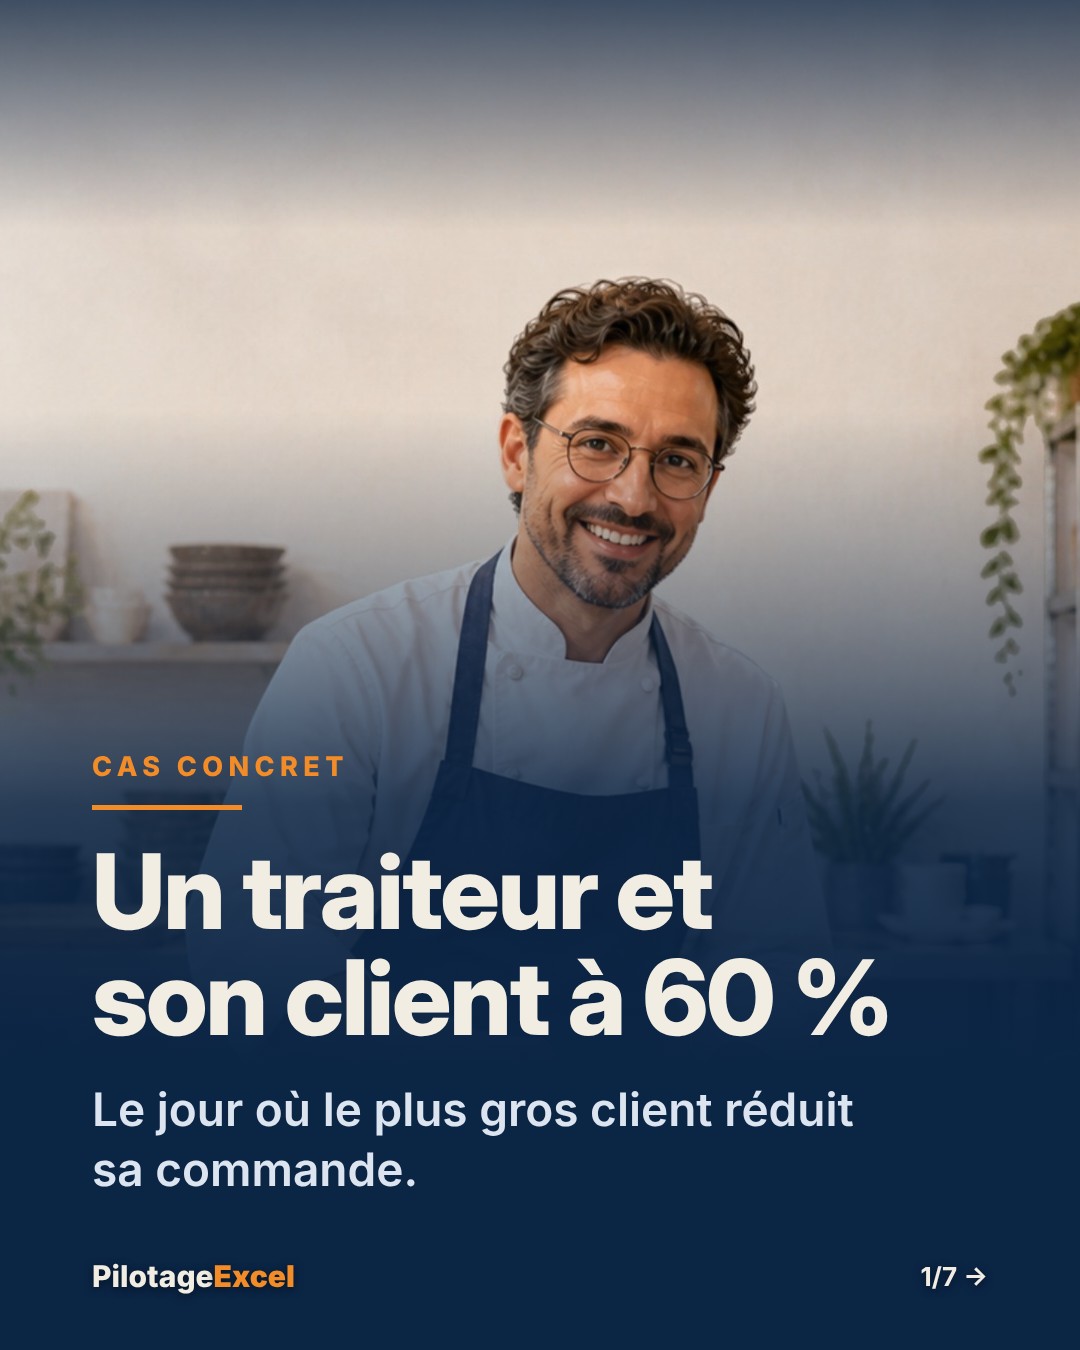 CAS CONCRET
Un traiteur et
son client à 60 %
Le jour où le plus gros client réduit
sa commande.
PilotageExcel
1/7 →